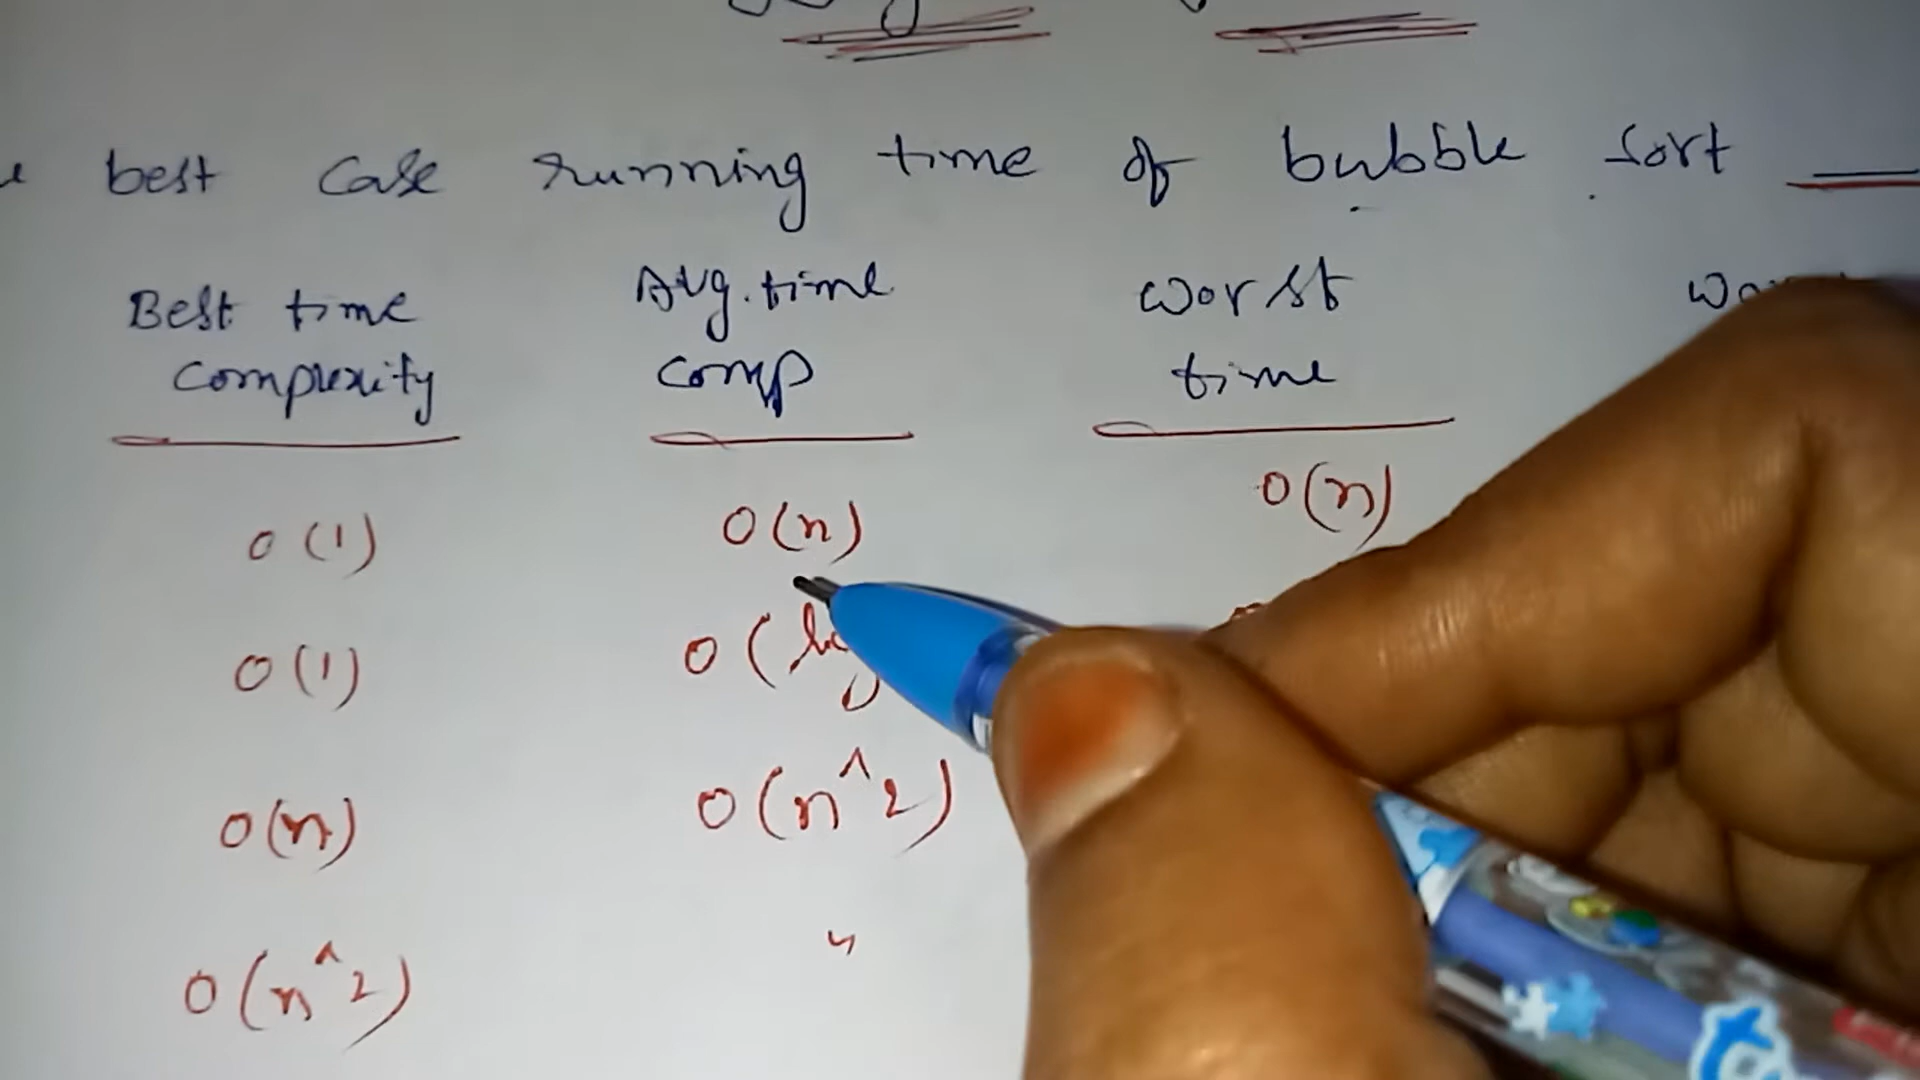 best case running time of bubble sort ___
Best time complexity
Avg. time comp
worst time
O(1) O(n) O(n)
O(1) O(
O(n) O(n^2)
O(n^2) "